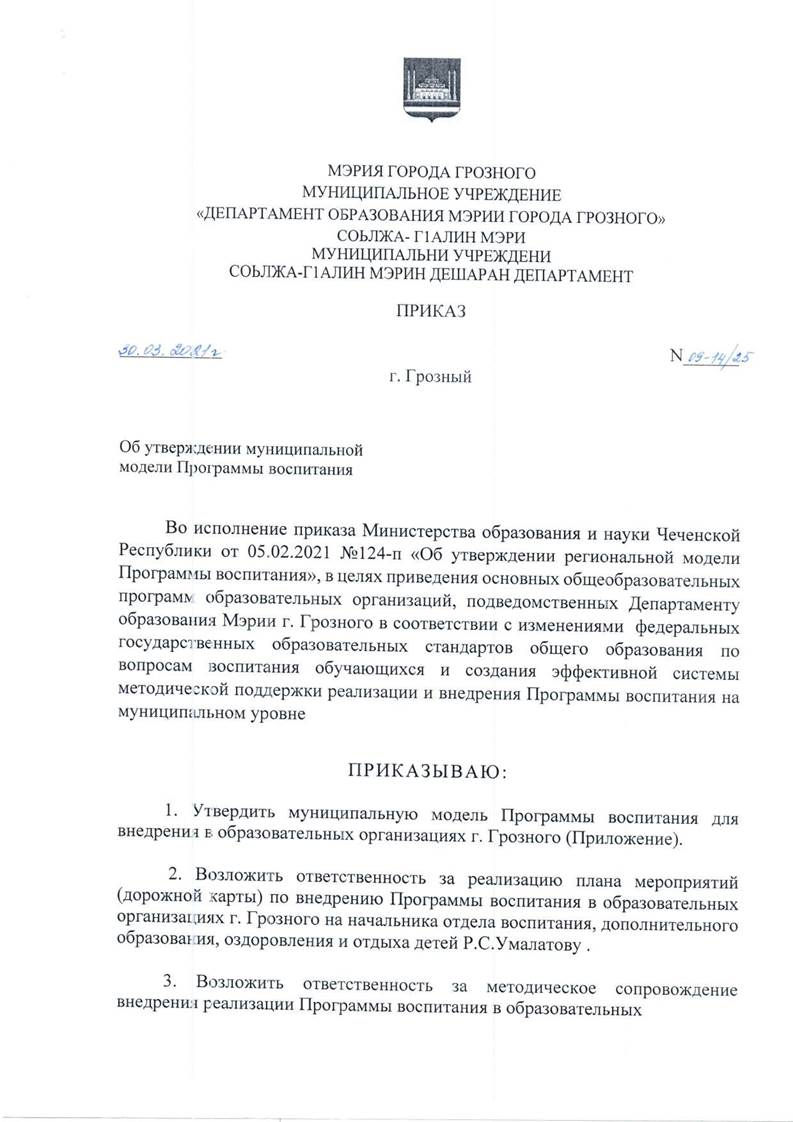 МЭРИЯ ГОРОДА ГРОЗНОГО
МУНИЦИПАЛЬНОЕ УЧРЕЖДЕНИЕ
«ДЕПАРТАМЕНТ ОБРАЗОВАНИЯ МЭРИИ ГОРОДА ГРОЗНОГО»
СОЬЛЖА- Г1АЛИН МЭРИ
МУНИЦИПАЛЬНИ УЧРЕЖДЕНИ
СОЬЛЖА-Г1АЛИН МЭРИН ДЕШАРАН ДЕПАРТАМЕНТ
ПРИКАЗ
30.03.2021г N 09-14/25
г. Грозный
Об утверждении муниципальной
модели Программы воспитания
Во исполнение приказа Министерства образования и науки Чеченской
Республики от 05.02.2021 №124-п «Об утверждении региональной модели
Программы воспитания», в целях приведения основных общеобразовательных
программ образовательных организаций, подведомственных Департаменту
образования Мэрии г. Грозного в соответствии с изменениями федеральных
государственных образовательных стандартов общего образования по
вопросам воспитания обучающихся и создания эффективной системы
методической поддержки реализации и внедрения Программы воспитания на
муниципальном уровне
ПРИКАЗЫВАЮ:
1. Утвердить муниципальную модель Программы воспитания для
внедрения в образовательных организациях г. Грозного (Приложение).
2. Возложить ответственность за реализацию плана мероприятий
(дорожной карты) по внедрению Программы воспитания в образовательных
организациях г. Грозного на начальника отдела воспитания, дополнительного
образования, оздоровления и отдыха детей Р.С.Умалатову .
3. Возложить ответственность за методическое сопровождение
внедрения реализации Программы воспитания в образовательных